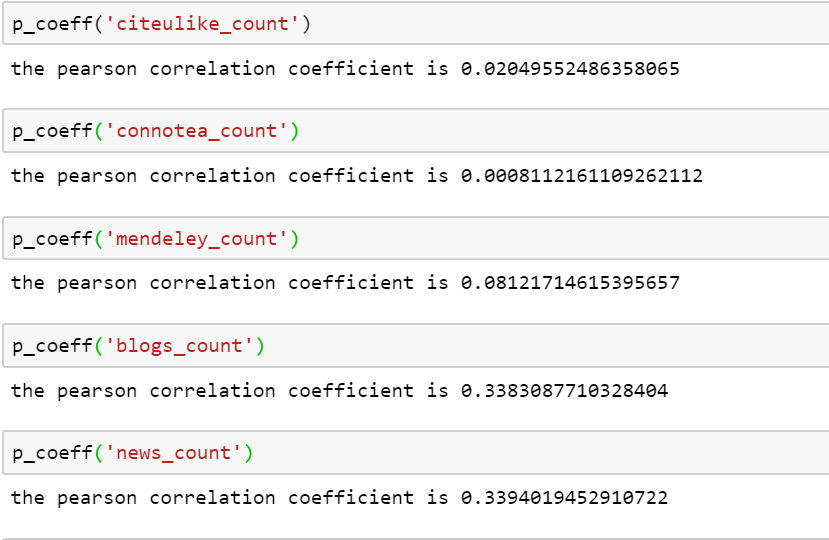 p_coeff('citeulike_count')
the pearson correlation coefficient is 0.02049552486358065
p_coeff('connotea_count')
the pearson correlation coefficient is 0.0008112161109262112
p_coeff('mendeley_count')
the pearson correlation coefficient is 0.08121714615395657
p_coeff('blogs_count')
the pearson correlation coefficient is 0.3383087710328404
p_coeff('news_count')
the pearson correlation coefficient is 0.3394019452910722